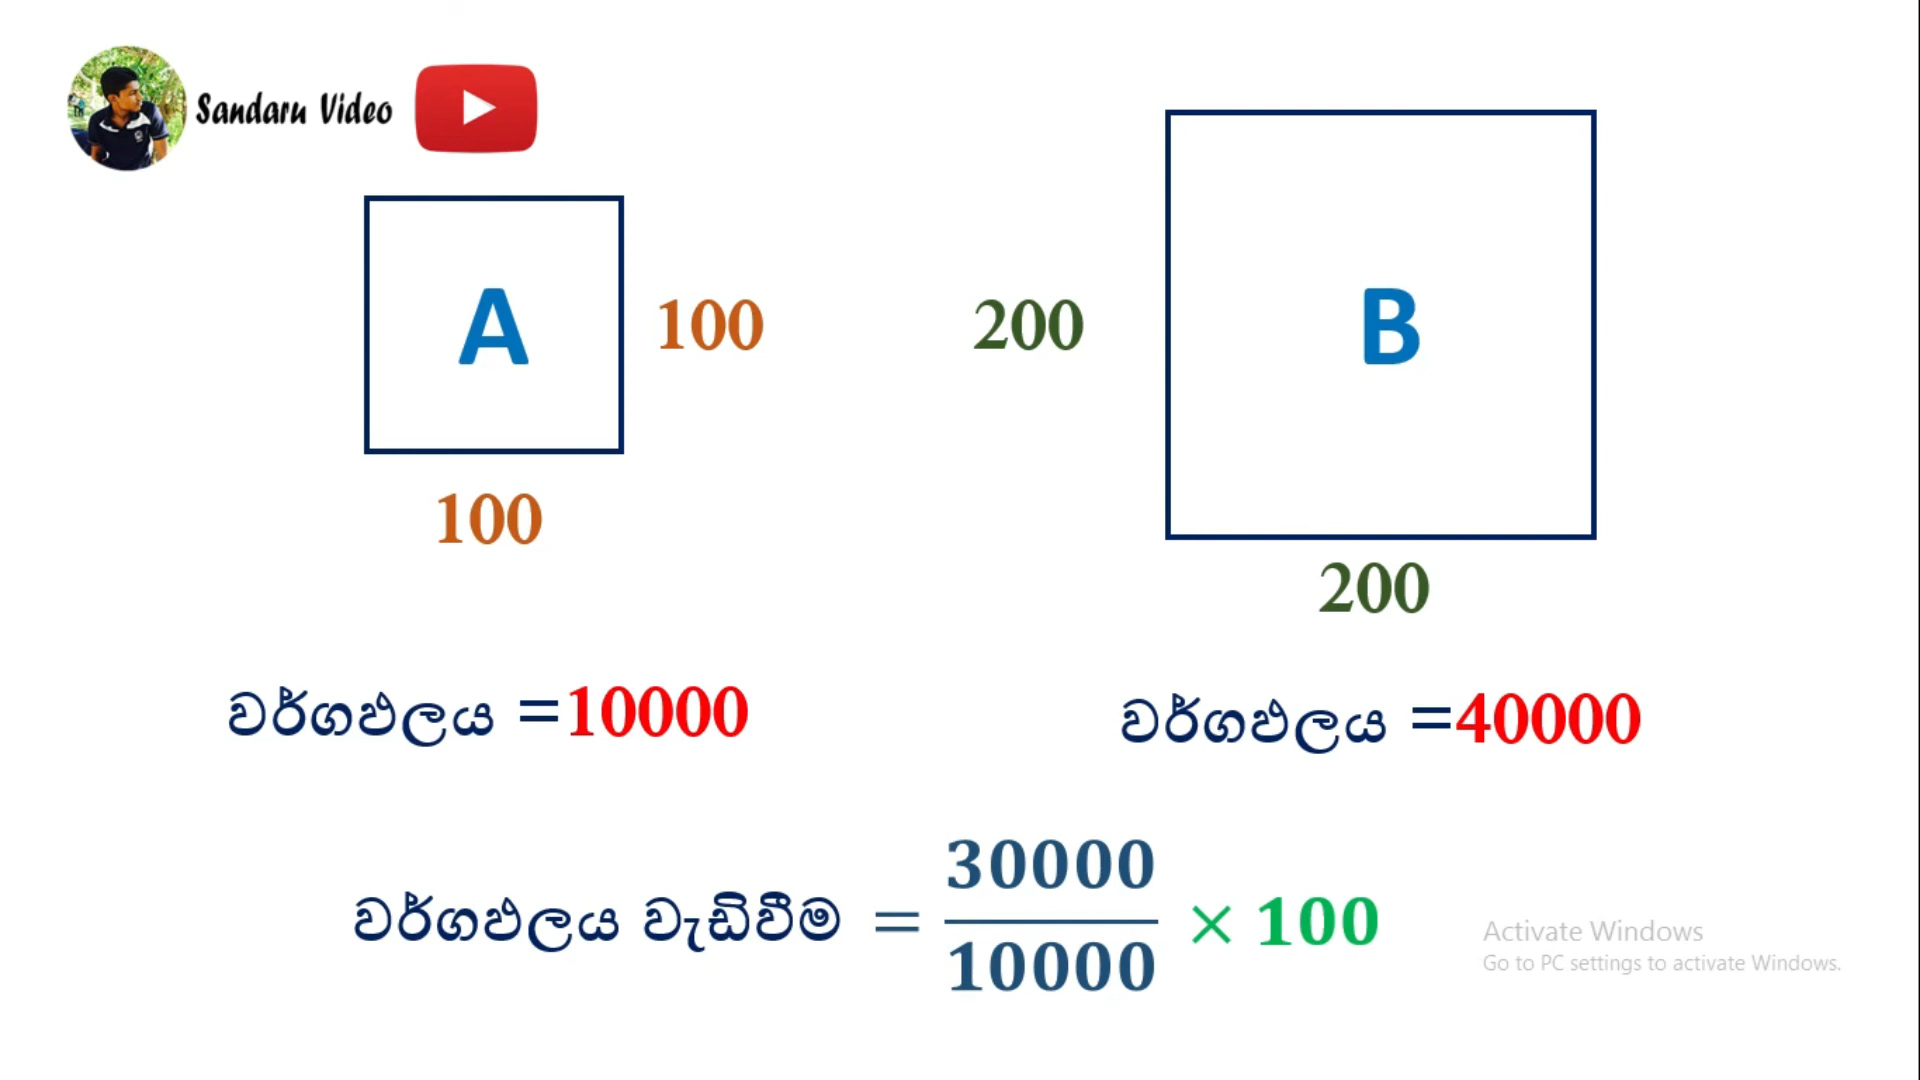 Sandaru Video
A
100
200
B
100
200
වර්ගඵලය =10000
වර්ගඵලය =40000
වර්ගඵලය වැඩිවීම = 30000/10000 × 100
Activate Windows
Go to PC settings to activate Windows.